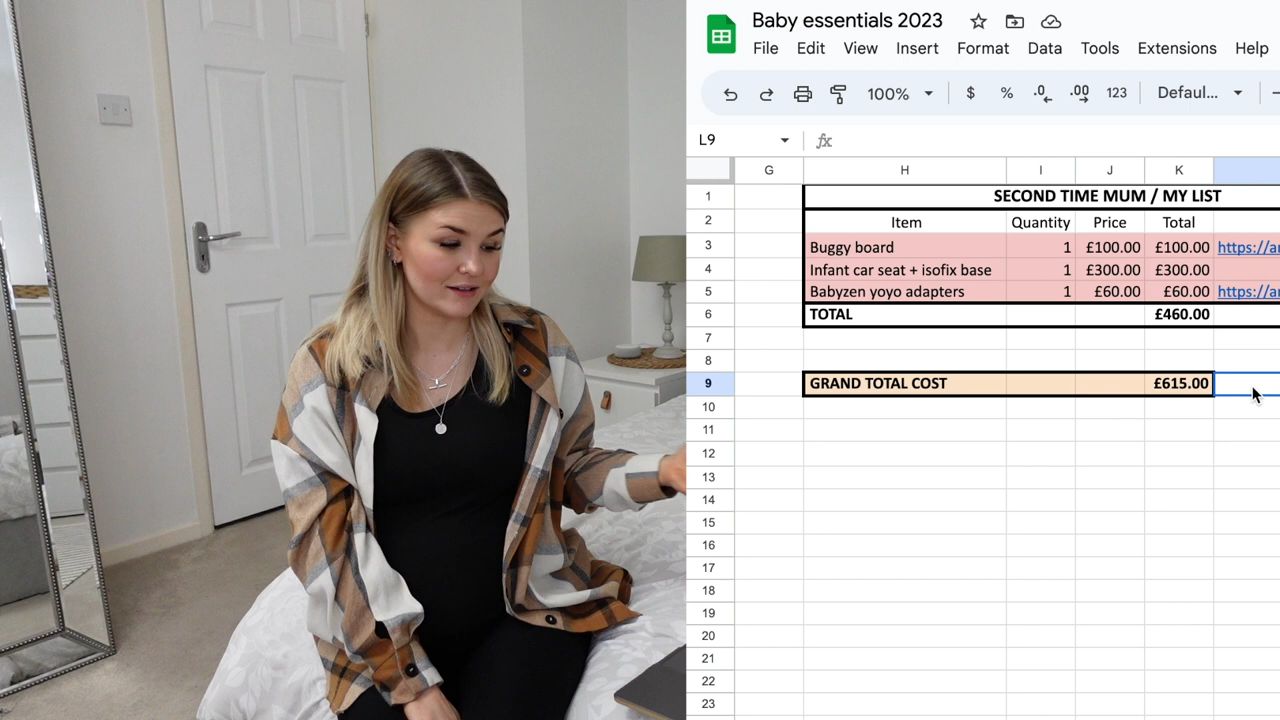 Baby essentials 2023
File Edit View Insert Format Data Tools Extensions Help
100% $ % .0 .00 123 Defaul...
L9 fx
G H I J K
1 SECOND TIME MUM / MY LIST
2 Item Quantity Price Total
3 Buggy board 1 £100.00 £100.00 https://a
4 Infant car seat + isofix base 1 £300.00 £300.00
5 Babyzen yoyo adapters 1 £60.00 £60.00 https://a
6 TOTAL £460.00
7
8
9 GRAND TOTAL COST £615.00
10
11
12
13
14
15
16
17
18
19
20
21
22
23